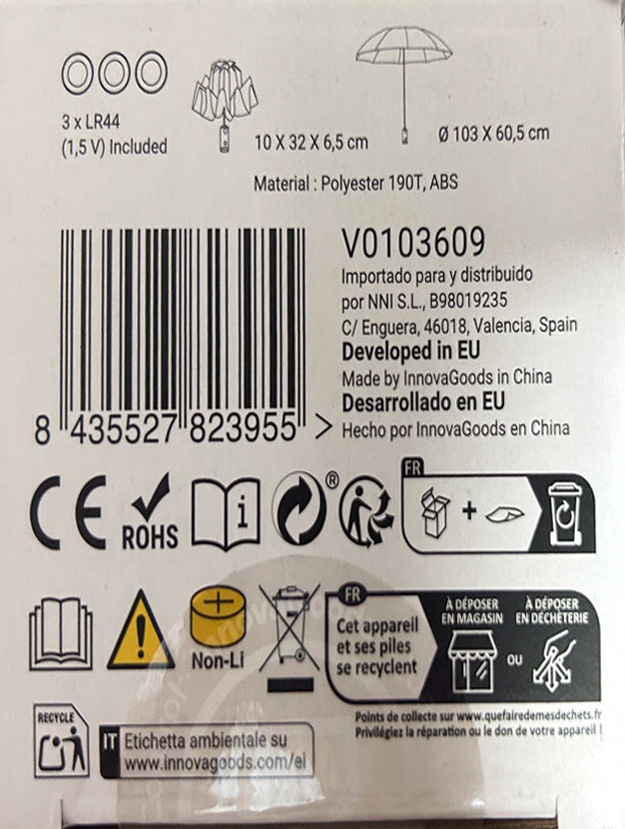 3 x LR44
(1,5 V) Included
10 X 32 X 6,5 cm
Ø 103 X 60,5 cm
Material : Polyester 190T, ABS
V0103609
Importado para y distribuido
por NNI S.L., B98019235
C/ Enguera, 46018, Valencia, Spain
Developed in EU
Made by InnovaGoods in China
Desarrollado en EU
Hecho por InnovaGoods en China
8 435527 823955 >
CE
ROHS
i
®
FR
+
Non-Li
FR
Cet appareil
et ses piles
se recyclent
À DÉPOSER
EN MAGASIN
OU
À DÉPOSER
EN DÉCHÈTERIE
Points de collecte sur www.quefairedemesdechets.fr
Privilégiez la réparation ou le don de votre appareil !
RECYCLE
IT Etichetta ambientale su
www.innovagoods.com/ei